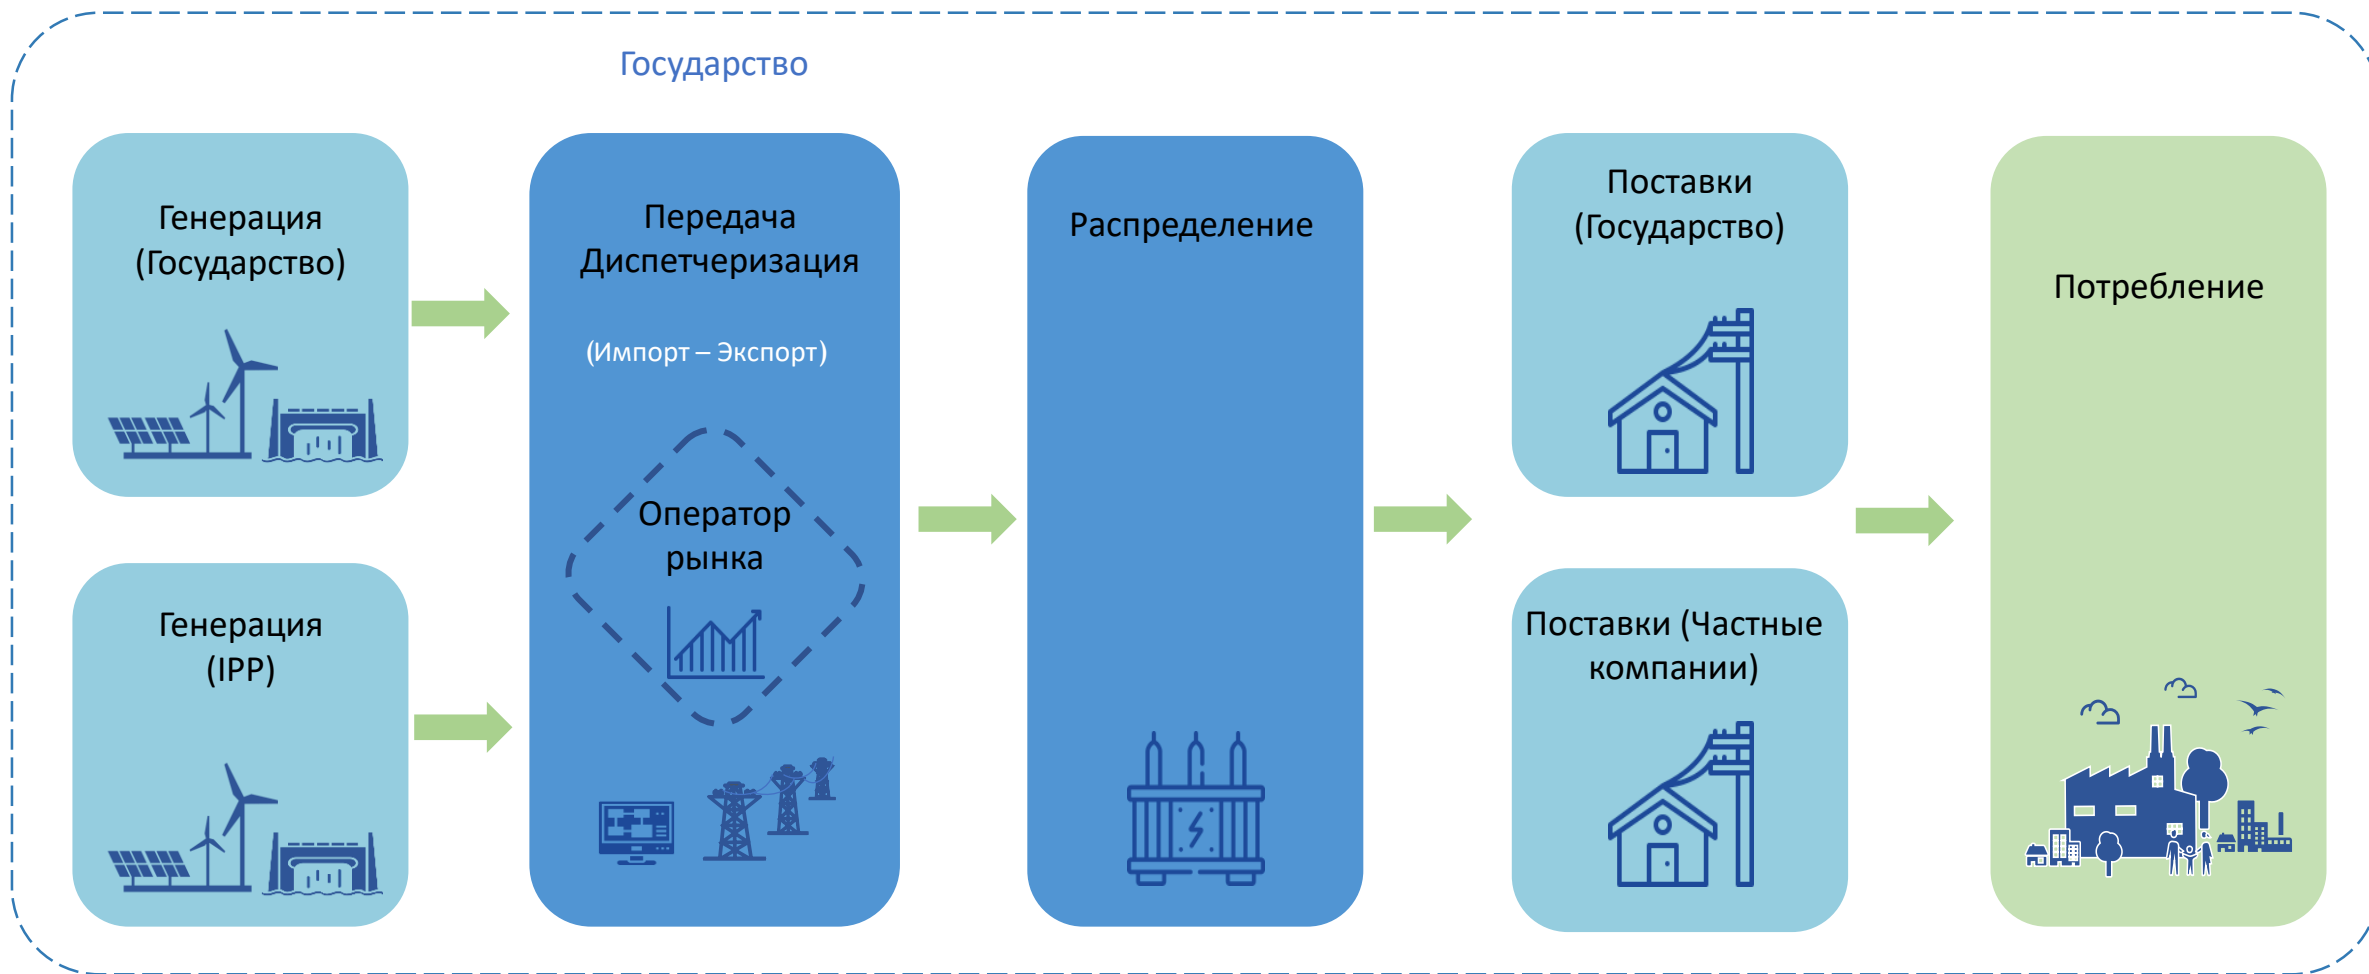 Государство
Генерация
(Государство)
Генерация
(IPP)
Передача
Диспетчеризация
(Импорт – Экспорт)
Оператор
рынка
Распределение
Поставки
(Государство)
Поставки (Частные
компании)
Потребление